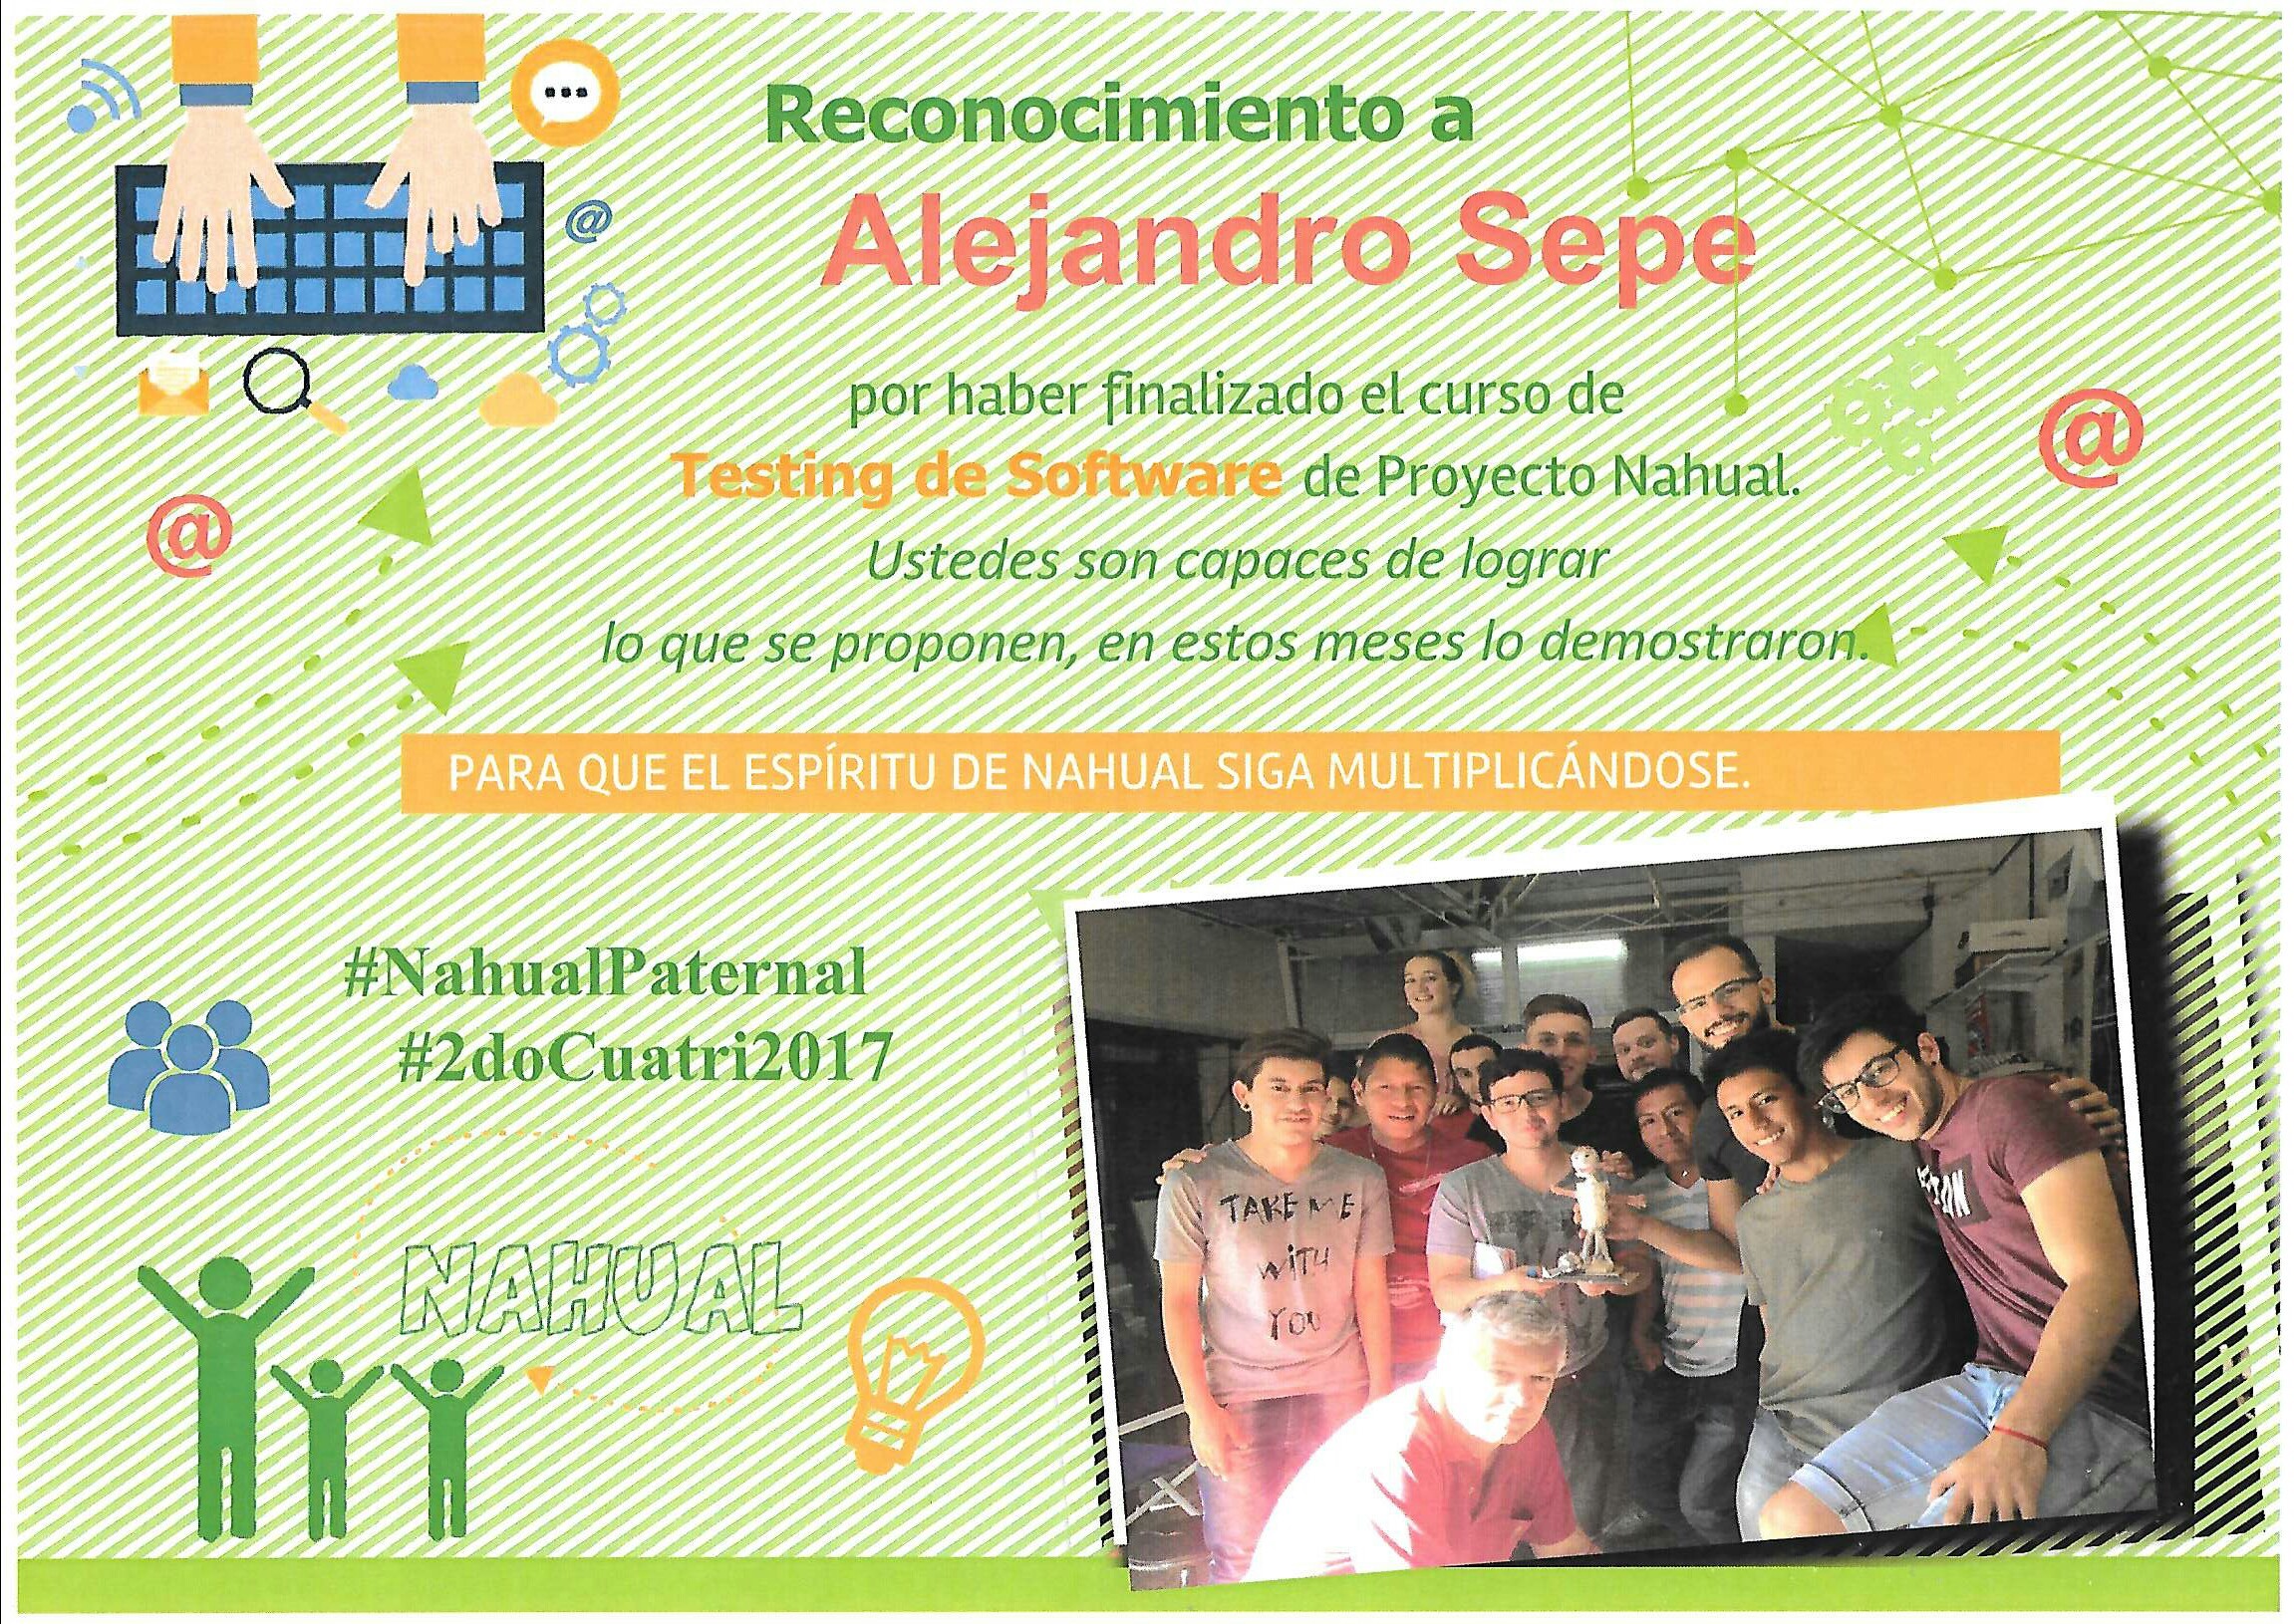 Reconocimiento a
Alejandro Sepe
por haber finalizado el curso de
Testing de Software de Proyecto Nahual.
Ustedes son capaces de lograr
lo que se proponen, en estos meses lo demostraron.
PARA QUE EL ESPÍRITU DE NAHUAL SIGA MULTIPLICÁNDOSE.
#NahualPaternal
#2doCuatri2017
NAHUAL
TAKE ME
WITH
YOU
@
@
@